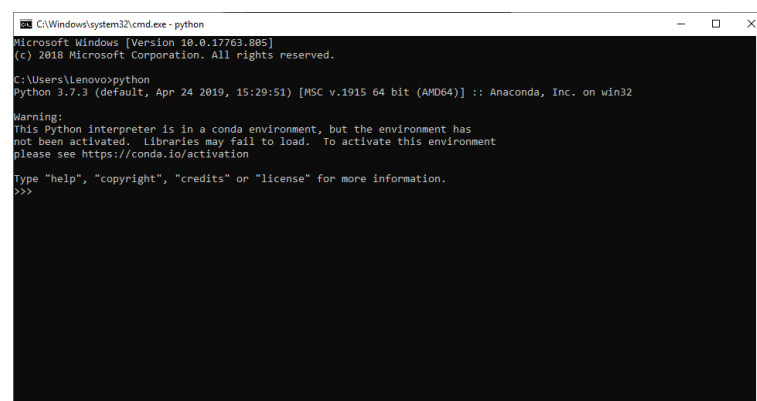 C:\Windows\system32\cmd.exe - python
Microsoft Windows [Version 10.0.17763.805]
(c) 2018 Microsoft Corporation. All rights reserved.
C:\Users\Lenovo>python
Python 3.7.3 (default, Apr 24 2019, 15:29:51) [MSC v.1915 64 bit (AMD64)] :: Anaconda, Inc. on win32
Warning:
This Python interpreter is in a conda environment, but the environment has
not been activated.  Libraries may fail to load.  To activate this environment
please see https://conda.io/activation
Type "help", "copyright", "credits" or "license" for more information.
>>>